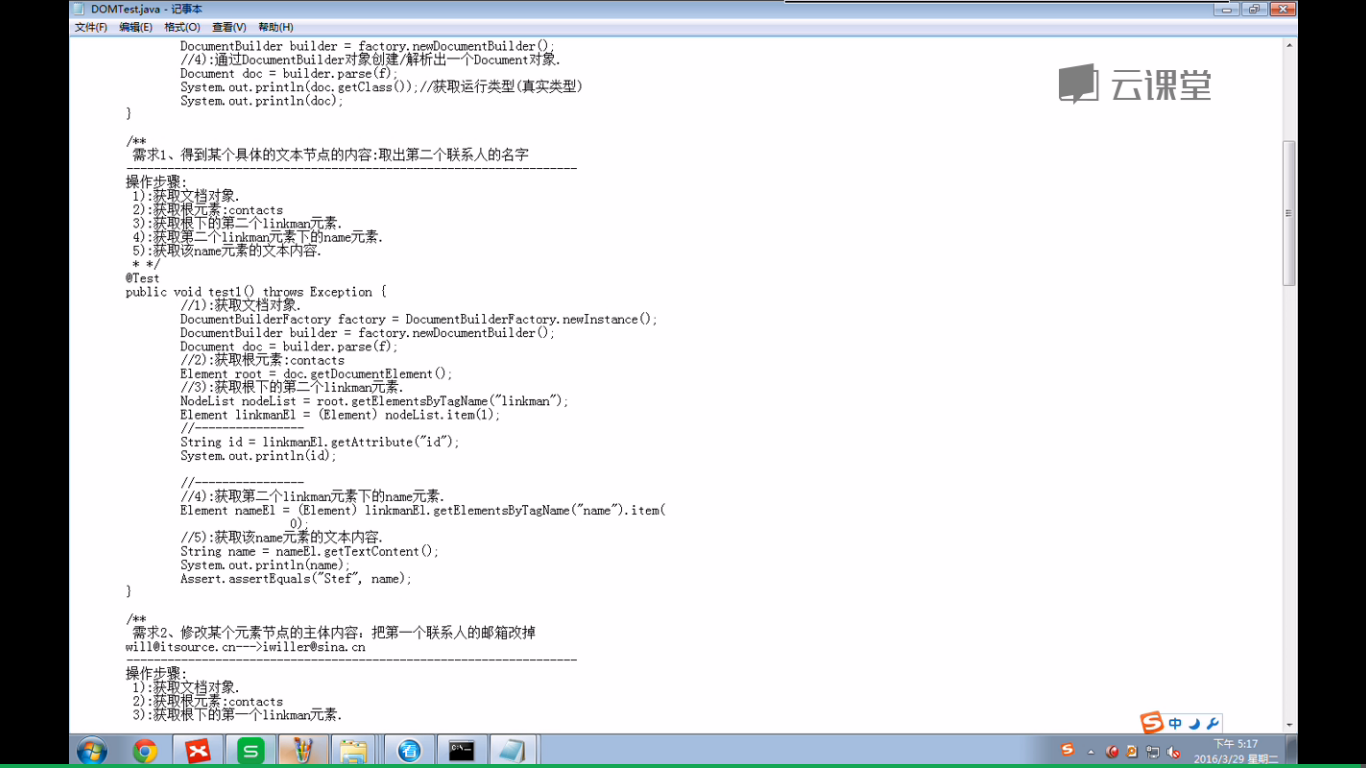 DOMTest.java - 记事本
文件(F) 编辑(E) 格式(O) 查看(V) 帮助(H)
DocumentBuilder builder = factory.newDocumentBuilder();
//4):通过DocumentBuilder对象创建/解析出一个Document对象.
Document doc = builder.parse(f);
System.out.println(doc.getClass());//获取运行类型(真实类型)
System.out.println(doc);
}
云课堂
/**
需求1、得到某个具体的文本节点的内容:取出第二个联系人的名字
------------------------------------------------------------------
操作步骤:
1):获取文档对象.
2):获取根元素:contacts
3):获取根下的第二个linkman元素.
4):获取第二个linkman元素下的name元素.
5):获取该name元素的文本内容.
* */
@Test
public void test1() throws Exception {
//1):获取文档对象.
DocumentBuilderFactory factory = DocumentBuilderFactory.newInstance();
DocumentBuilder builder = factory.newDocumentBuilder();
Document doc = builder.parse(f);
//2):获取根元素:contacts
Element root = doc.getDocumentElement();
//3):获取根下的第二个linkman元素.
NodeList nodeList = root.getElementsByTagName("linkman");
Element linkmanEl = (Element) nodeList.item(1);
//----------------
String id = linkmanEl.getAttribute("id");
System.out.println(id);
//----------------
//4):获取第二个linkman元素下的name元素.
Element nameEl = (Element) linkmanEl.getElementsByTagName("name").item(
0);
//5):获取该name元素的文本内容.
String name = nameEl.getTextContent();
System.out.println(name);
Assert.assertEquals("Stef", name);
}
/**
需求2、修改某个元素节点的主体内容：把第一个联系人的邮箱改掉
will@itsource.cn--->iwiller@sina.cn
------------------------------------------------------------------
操作步骤:
1):获取文档对象.
2):获取根元素:contacts
3):获取根下的第一个linkman元素.
中
看
下午 5:17
2016/3/29 星期二